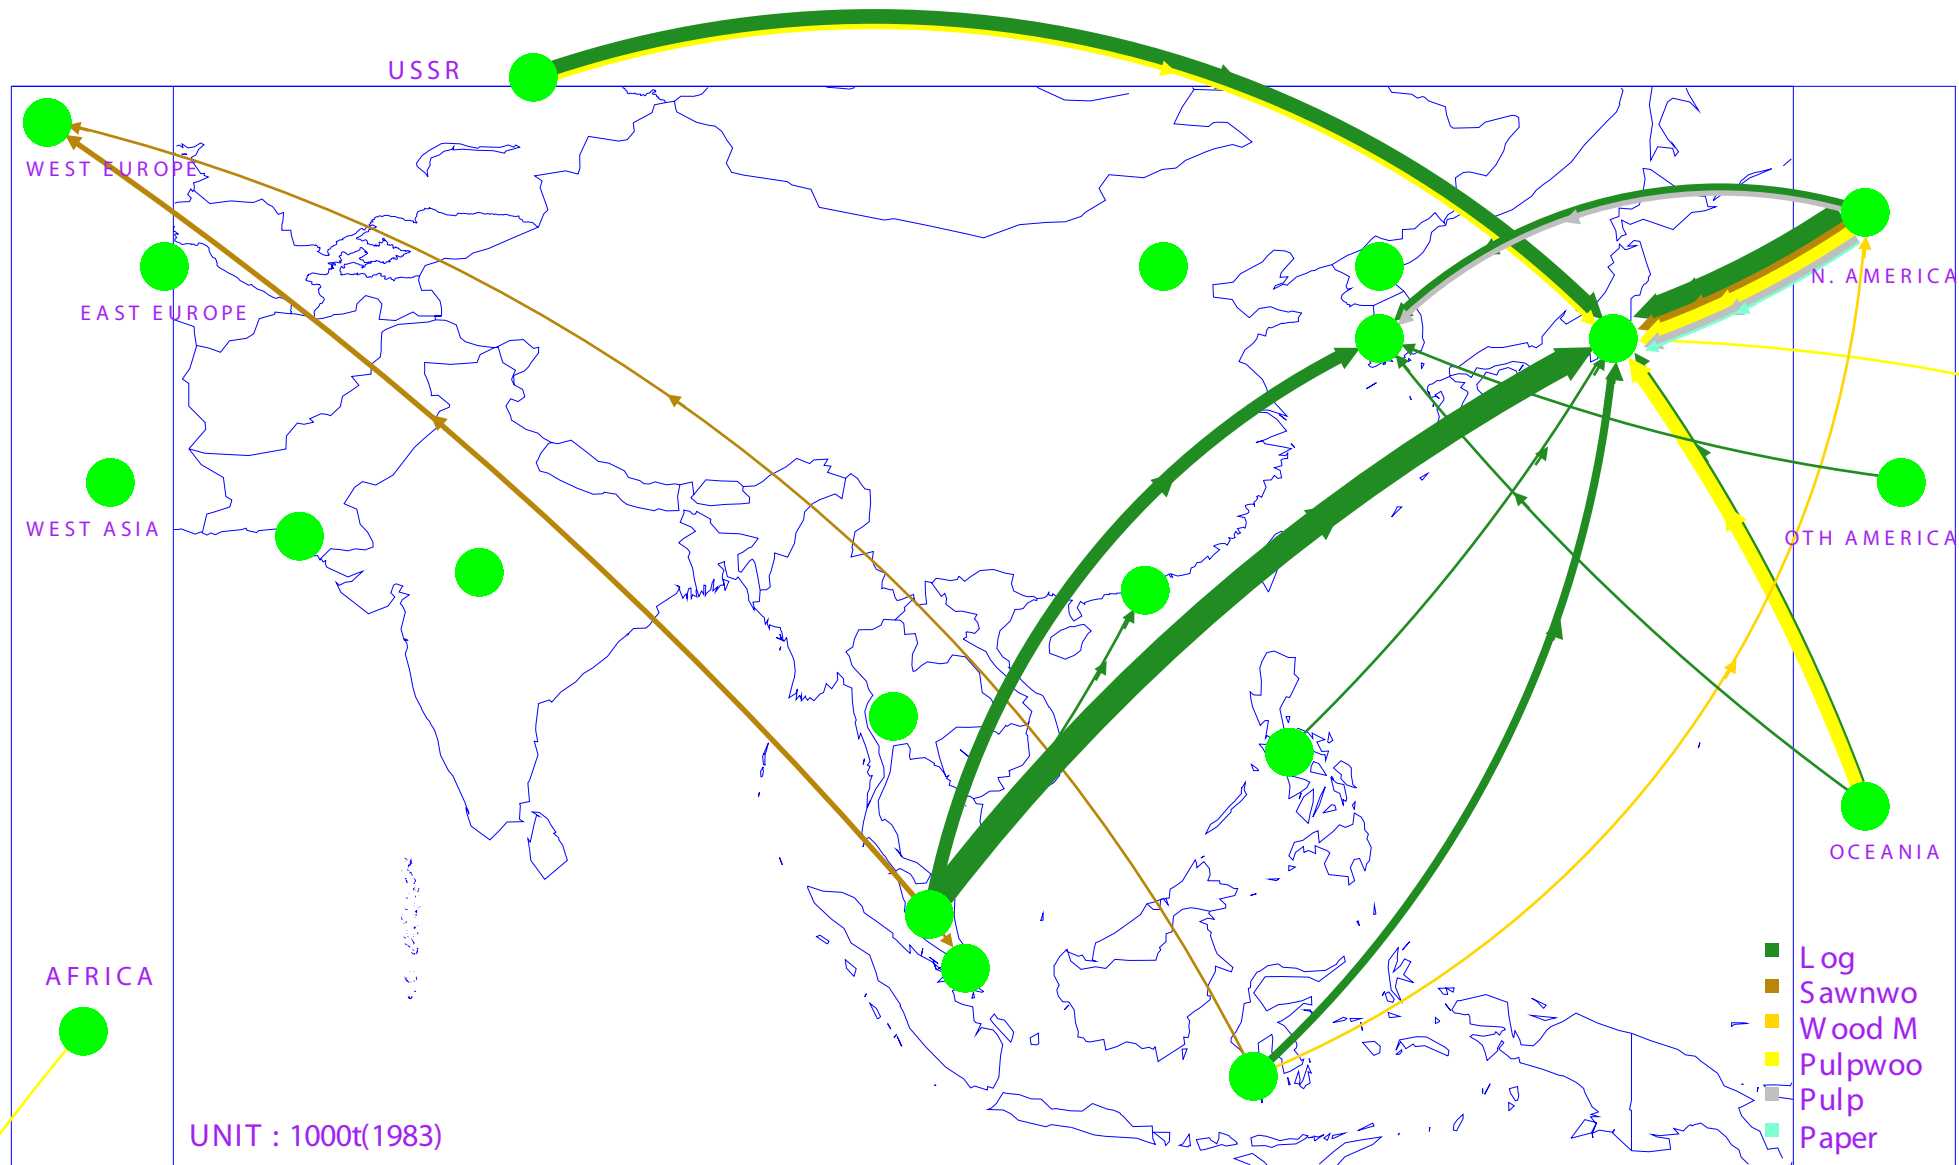 USSR
WEST EUROPE
N. AMERICA
EAST EUROPE
WEST ASIA
OTH AMERICA
OCEANIA
AFRICA
Log
Sawnwo
Wood M
Pulpwoo
Pulp
Paper
UNIT : 1000t(1983)